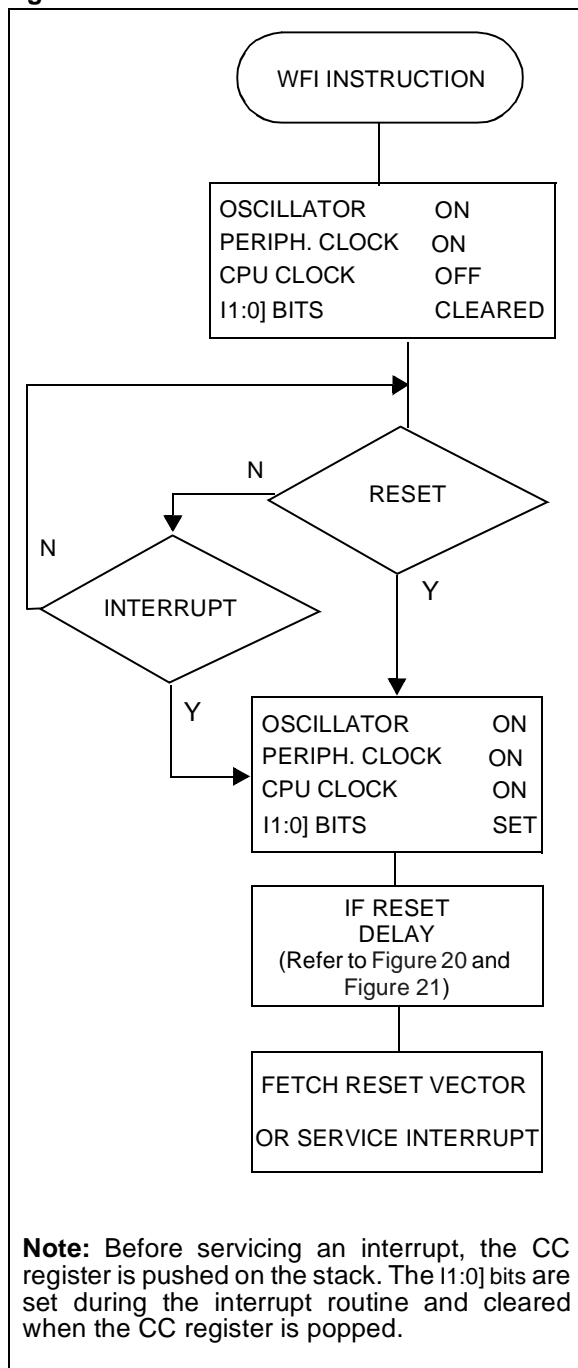 WFI INSTRUCTION
OSCILLATOR ON
PERIPH. CLOCK ON
CPU CLOCK OFF
I1:0] BITS CLEARED
N
RESET
N
INTERRUPT
Y
Y
OSCILLATOR ON
PERIPH. CLOCK ON
CPU CLOCK ON
I1:0] BITS SET
IF RESET
DELAY
(Refer to Figure 20 and
Figure 21)
FETCH RESET VECTOR
OR SERVICE INTERRUPT
Note: Before servicing an interrupt, the CC
register is pushed on the stack. The I1:0] bits are
set during the interrupt routine and cleared
when the CC register is popped.